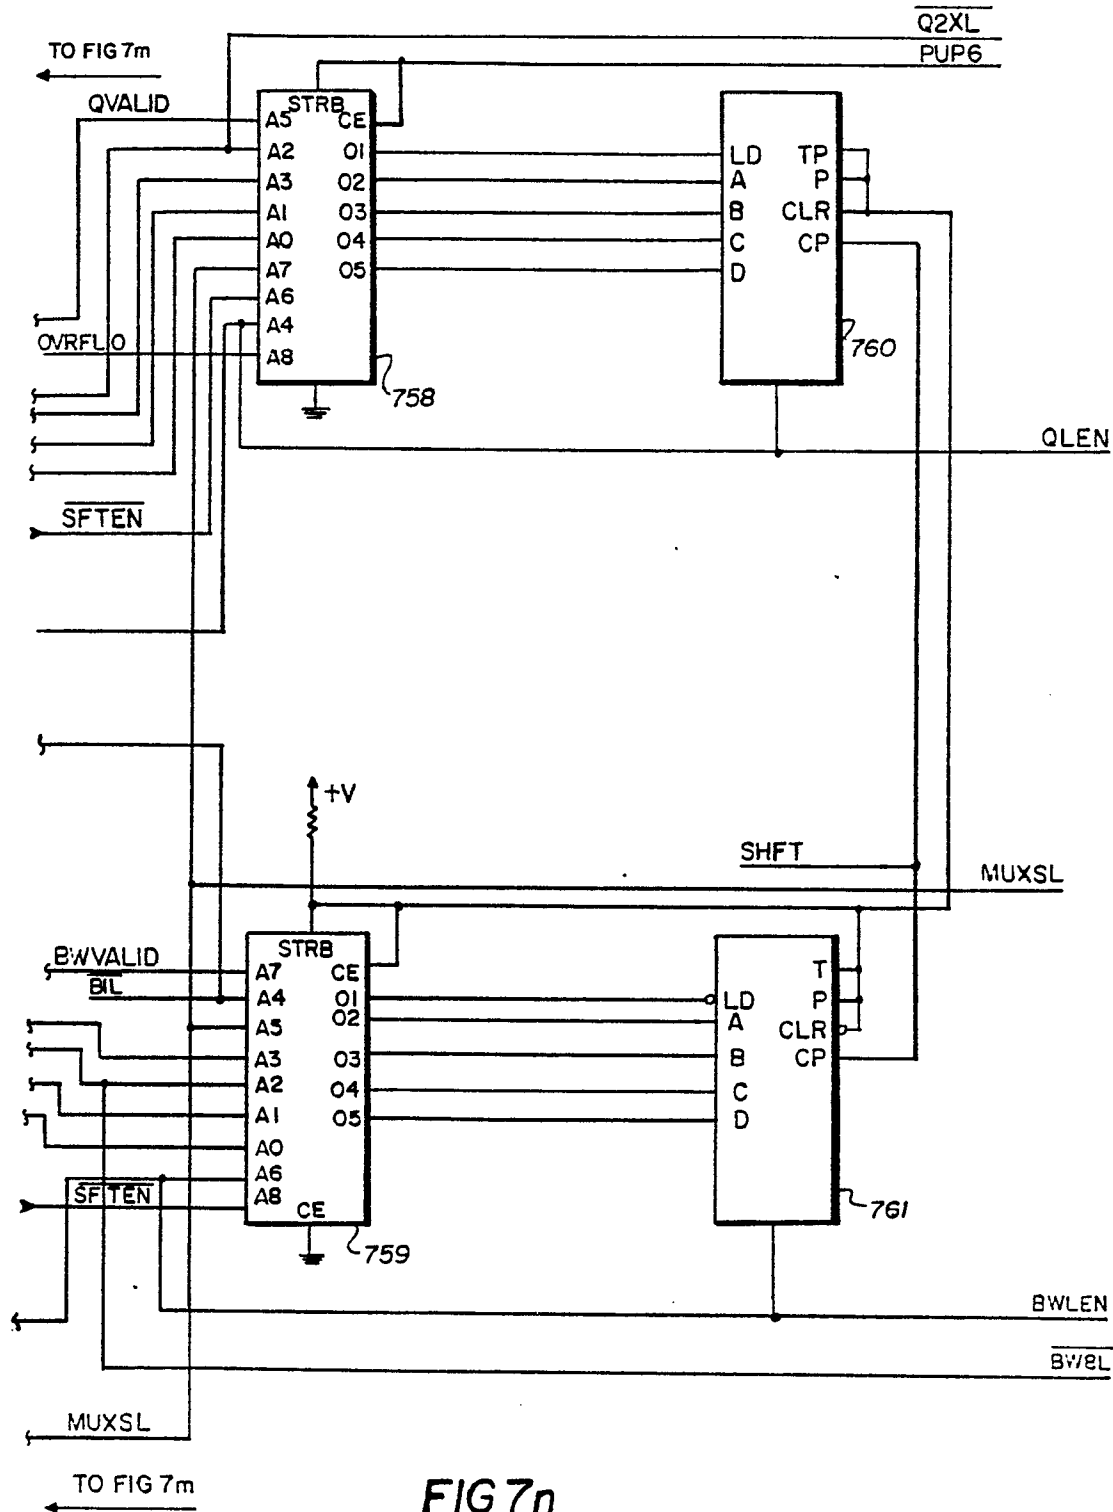 Q2XL
TO FIG 7m
PUP6
QVALID
STRB
A5 CE
A2 O1 LD TP
A3 O2 A P
A1 O3 B CLR
A0 O4 C CP
A7 O5 D
A6
A4
OVRFLO
A8
760
758
QLEN
SFTEN
+V
SHFT
MUXSL
STRB
BWVALID
A7 CE T
BIL
A4 O1 LD P
A5 O2 A CLR
A3 O3 B CP
A2 O4 C
A1 O5 D
A0
A6
SFTEN
A8 CE
761
759
BWLEN
BW8L
MUXSL
TO FIG 7m
FIG 7n